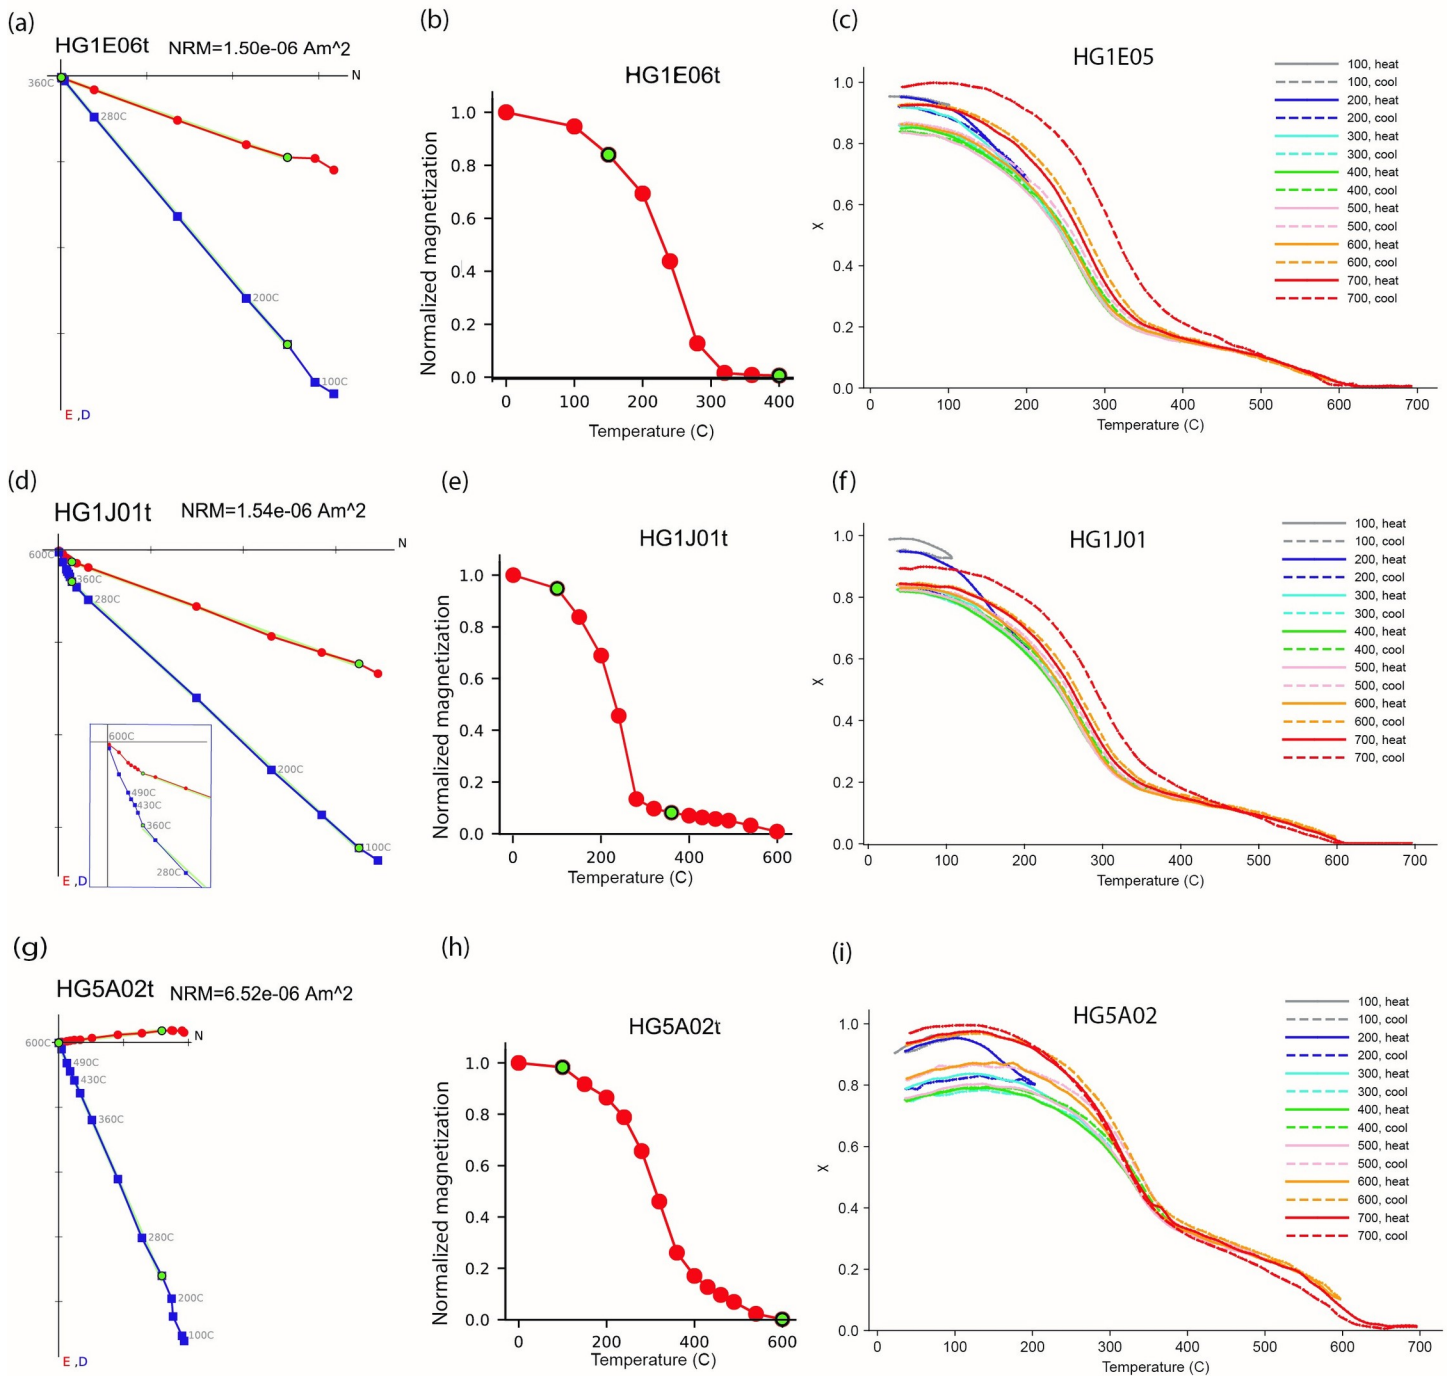 (a)
HG1E06t NRM=1.50e-06 Am^2
N
360C
280C
200C
100C
E ,D
(b)
HG1E06t
Normalized magnetization
1.0
0.8
0.6
0.4
0.2
0.0
0 100 200 300 400
Temperature (C)
(c)
HG1E05
X
1.0
0.8
0.6
0.4
0.2
0.0
0 100 200 300 400 500 600 700
Temperature (C)
100, heat
100, cool
200, heat
200, cool
300, heat
300, cool
400, heat
400, cool
500, heat
500, cool
600, heat
600, cool
700, heat
700, cool
(d)
HG1J01t NRM=1.54e-06 Am^2
N
600C
360C
280C
200C
100C
600C
490C
430C
360C
280C
E ,D
(e)
HG1J01t
Normalized magnetization
1.0
0.8
0.6
0.4
0.2
0.0
0 200 400 600
Temperature (C)
(f)
HG1J01
X
1.0
0.8
0.6
0.4
0.2
0.0
0 100 200 300 400 500 600 700
Temperature (C)
100, heat
100, cool
200, heat
200, cool
300, heat
300, cool
400, heat
400, cool
500, heat
500, cool
600, heat
600, cool
700, heat
700, cool
(g)
HG5A02t NRM=6.52e-06 Am^2
N
600C
490C
430C
360C
280C
200C
100C
E ,D
(h)
HG5A02t
Normalized magnetization
1.0
0.8
0.6
0.4
0.2
0.0
0 200 400 600
Temperature (C)
(i)
HG5A02
X
1.0
0.8
0.6
0.4
0.2
0.0
0 100 200 300 400 500 600 700
Temperature (C)
100, heat
100, cool
200, heat
200, cool
300, heat
300, cool
400, heat
400, cool
500, heat
500, cool
600, heat
600, cool
700, heat
700, cool